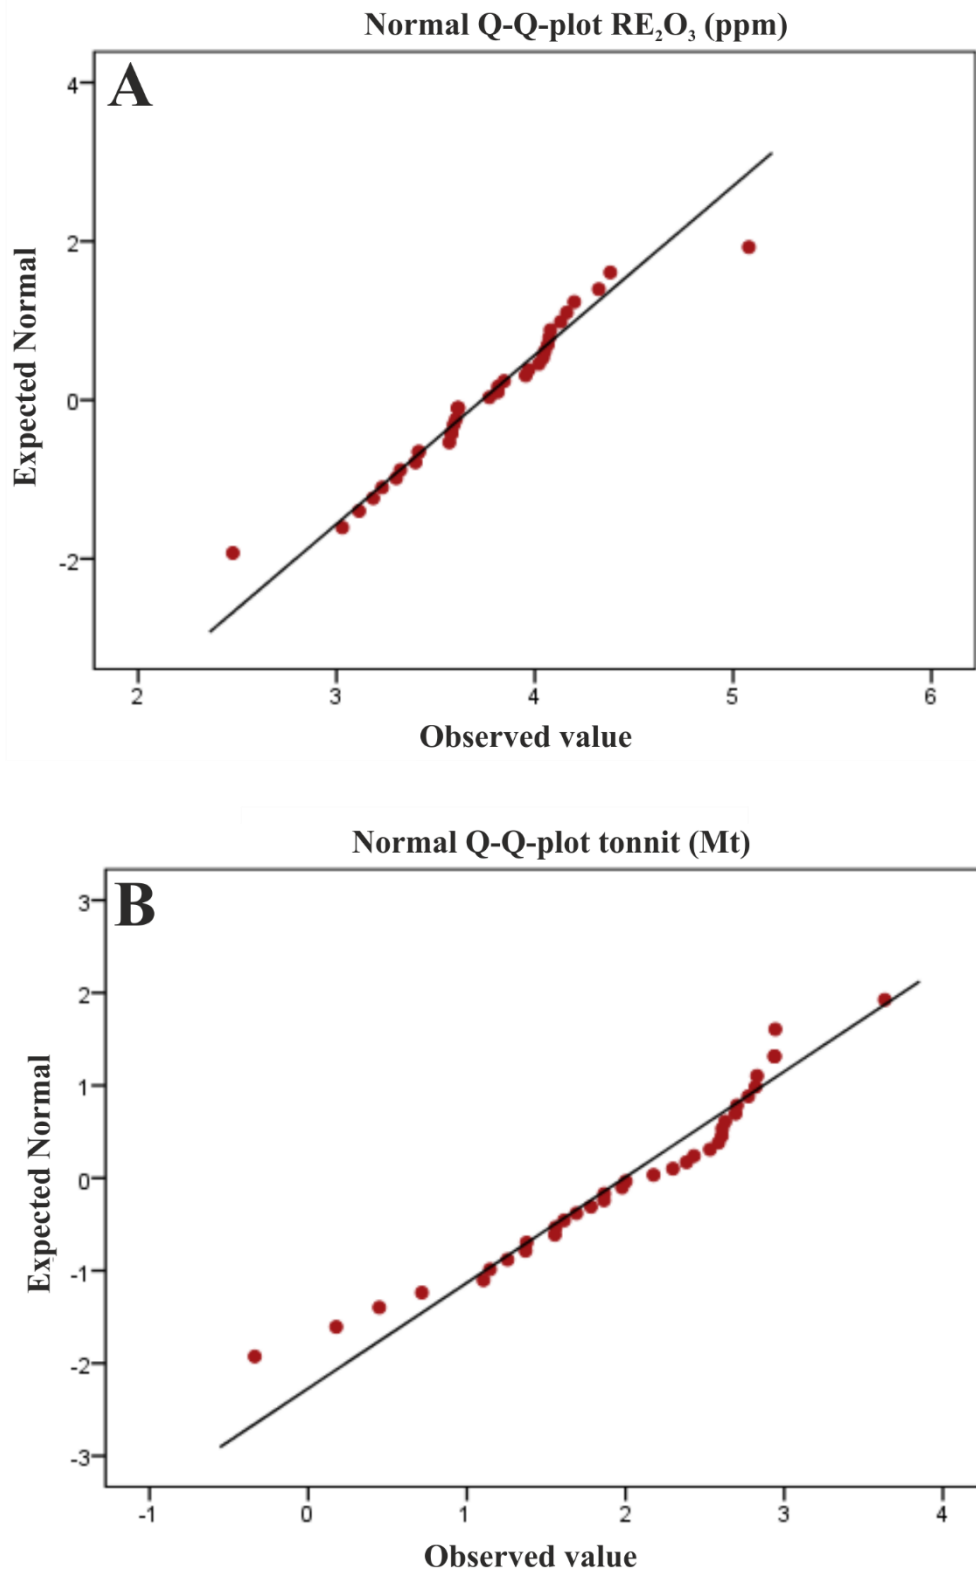 Normal Q-Q-plot RE₂O₃ (ppm)
A
4
2
0
-2
Expected Normal
2 3 4 5 6
Observed value
Normal Q-Q-plot tonnit (Mt)
B
3
2
1
0
-1
-2
-3
Expected Normal
-1 0 1 2 3 4
Observed value